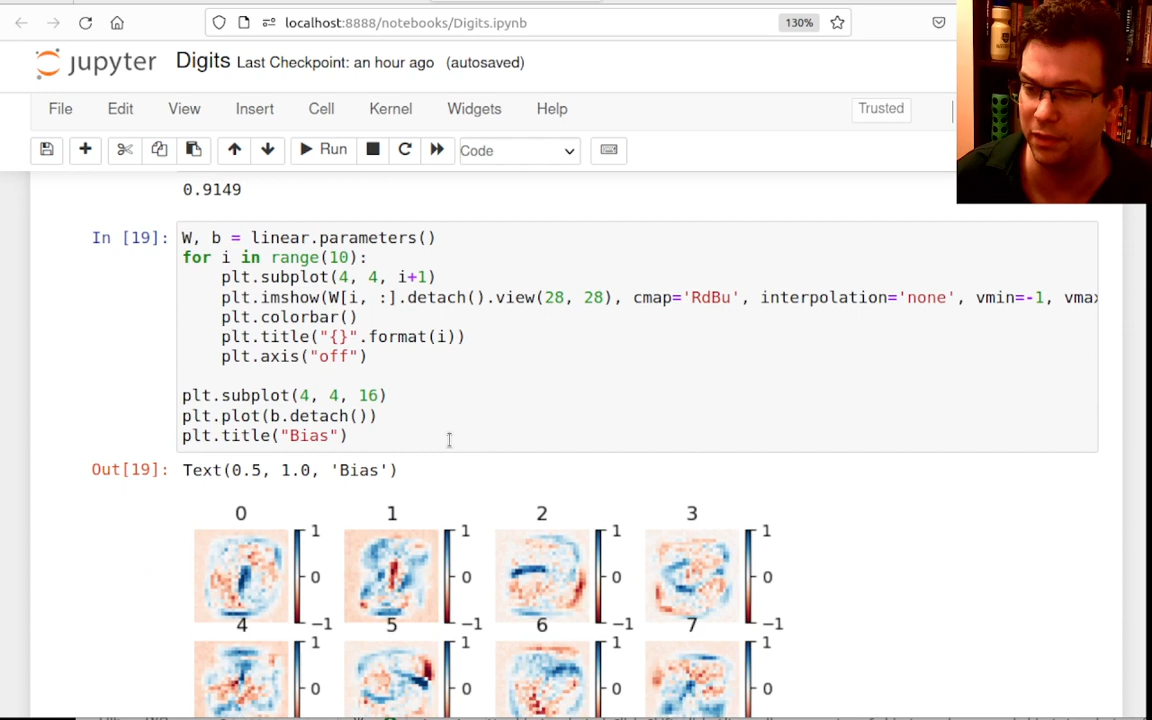 localhost:8888/notebooks/Digits.ipynb
130%
jupyter Digits Last Checkpoint: an hour ago (autosaved)
File Edit View Insert Cell Kernel Widgets Help Trusted
Run Code
0.9149
In [19]: W, b = linear.parameters()
for i in range(10):
plt.subplot(4, 4, i+1)
plt.imshow(W[i, :].detach().view(28, 28), cmap='RdBu', interpolation='none', vmin=-1, vmax
plt.colorbar()
plt.title("{}".format(i))
plt.axis("off")
plt.subplot(4, 4, 16)
plt.plot(b.detach())
plt.title("Bias")
Out[19]: Text(0.5, 1.0, 'Bias')
0 1 2 3
1 1 1 1
0 0 0 0
-1 -1 -1 -1
4 5 6 7
1 1 1 1
0 0 0 0